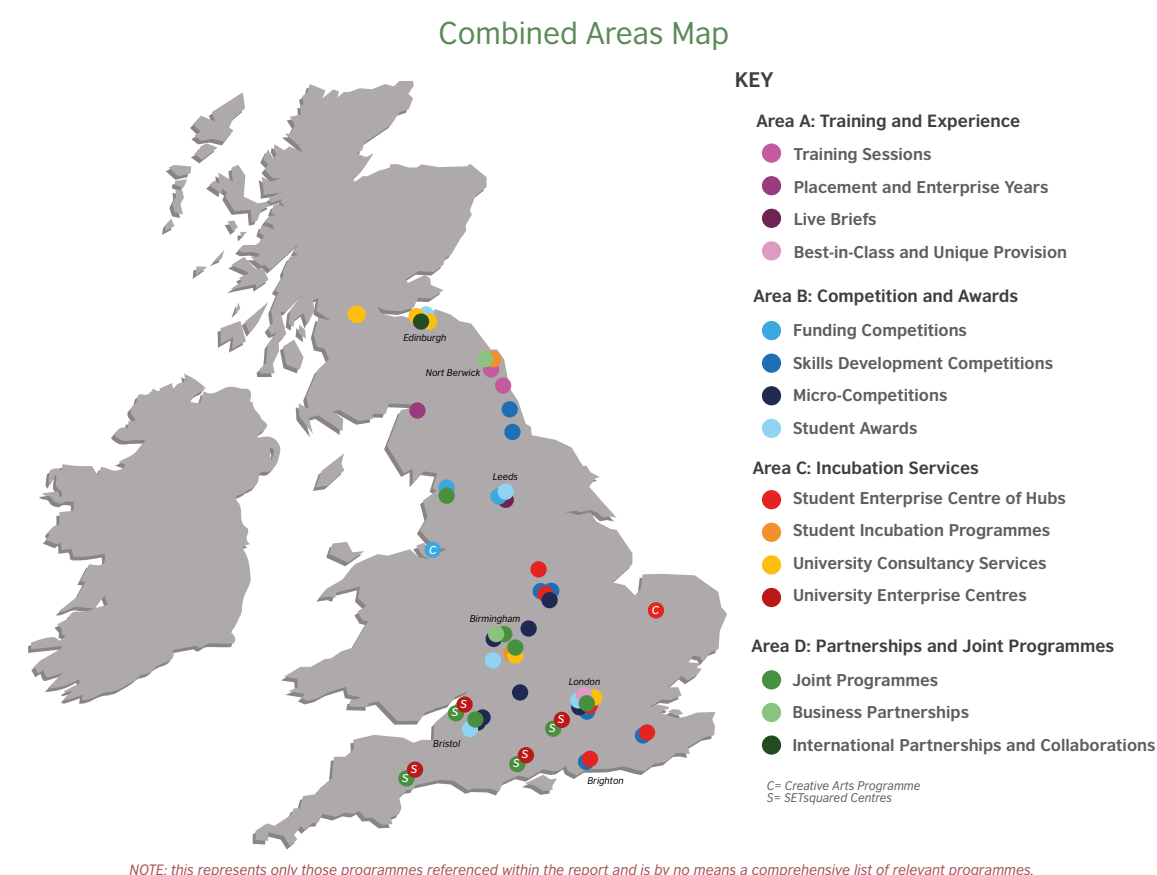 Combined Areas Map
KEY
Area A: Training and Experience
Training Sessions
Placement and Enterprise Years
Live Briefs
Best-in-Class and Unique Provision
Area B: Competition and Awards
Funding Competitions
Skills Development Competitions
Micro-Competitions
Student Awards
Area C: Incubation Services
Student Enterprise Centre of Hubs
Student Incubation Programmes
University Consultancy Services
University Enterprise Centres
Area D: Partnerships and Joint Programmes
Joint Programmes
Business Partnerships
International Partnerships and Collaborations
C= Creative Arts Programme
S= SETsquared Centres
Edinburgh
Nort Berwick
Leeds
C
C
Birmingham
London
S
S
S
S
Bristol
S
S
S
S
Brighton
NOTE: this represents only those programmes referenced within the report and is by no means a comprehensive list of relevant programmes.